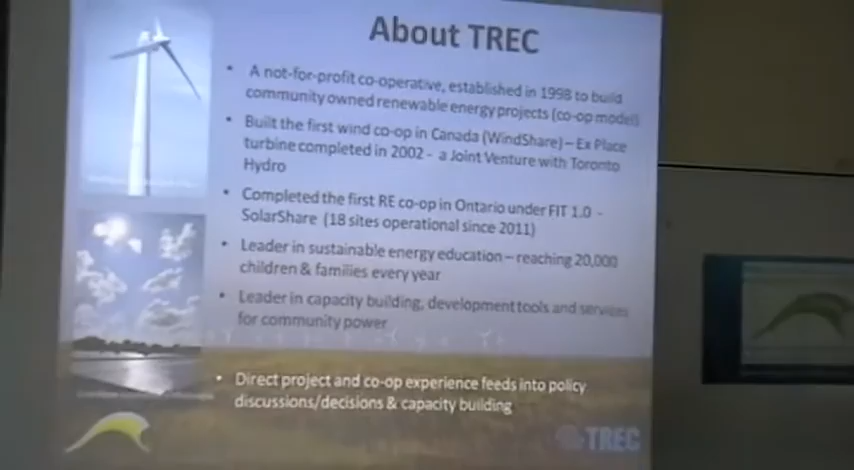 About TREC
• A not-for-profit co-operative, established in 1998 to build
community owned renewable energy projects (co-op model)
• Built the first wind co-op in Canada (WindShare) – Ex Place
turbine completed in 2002 - a Joint Venture with Toronto
Hydro
• Completed the first RE co-op in Ontario under FIT 1.0 -
SolarShare (18 sites operational since 2011)
• Leader in sustainable energy education – reaching 20,000
children & families every year
• Leader in capacity building, development tools and services
for community power
• Direct project and co-op experience feeds into policy
discussions/decisions & capacity building
TREC